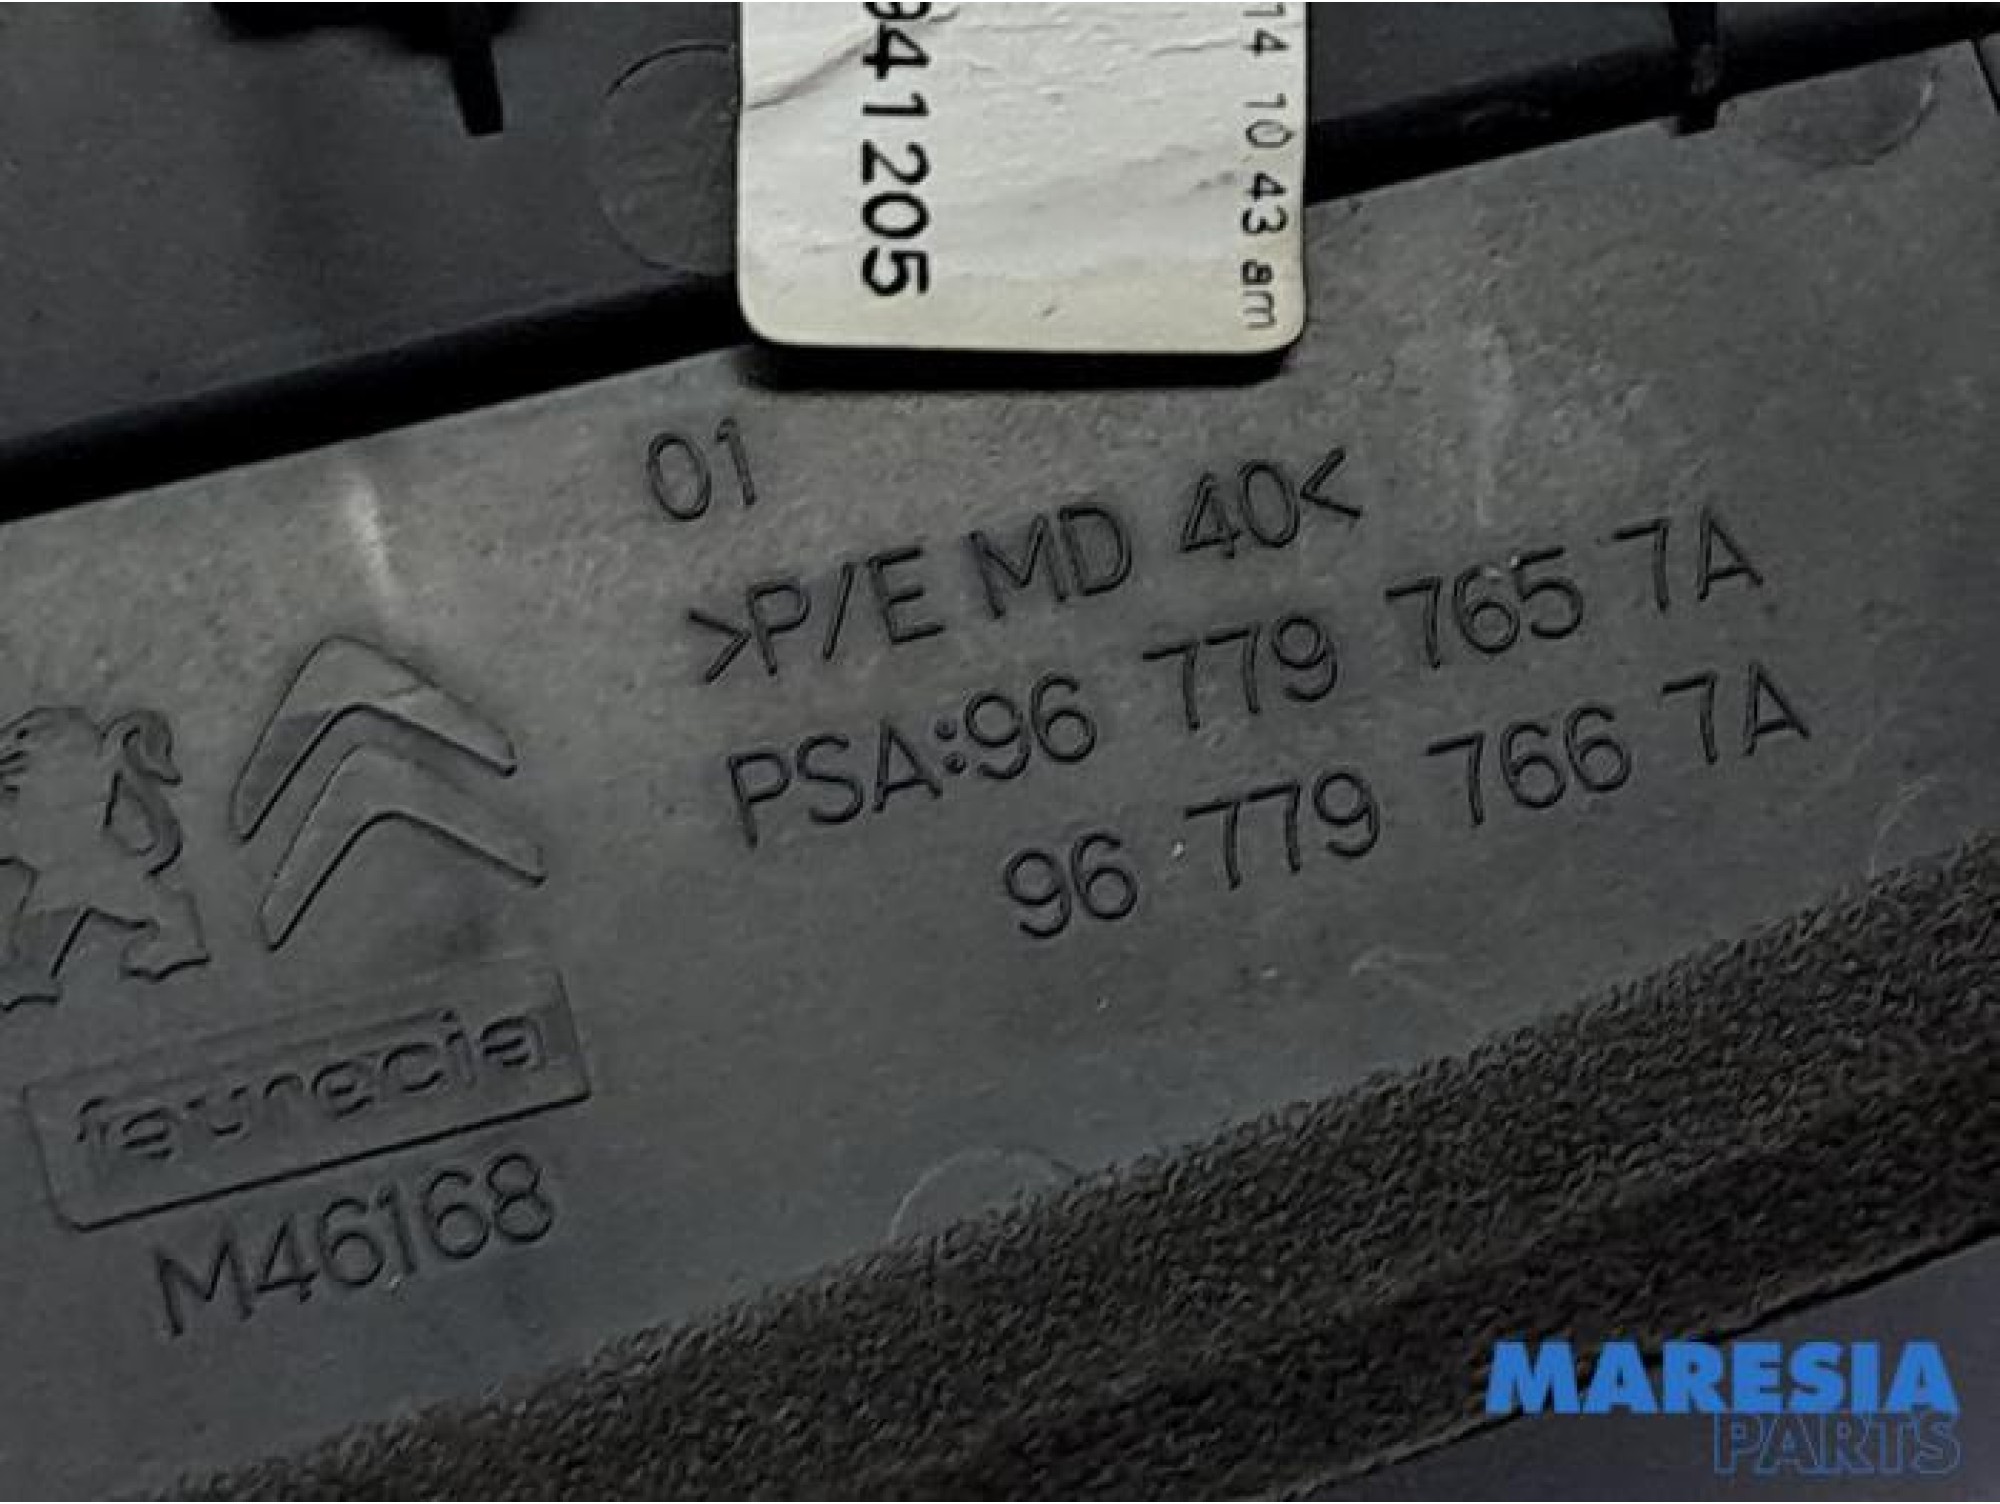 941205
14 10 43 am
01
>P/E MD 40<
PSA:96 779 765 7A
96 779 766 7A
faurecia
M46168
MARESIA
PARTS